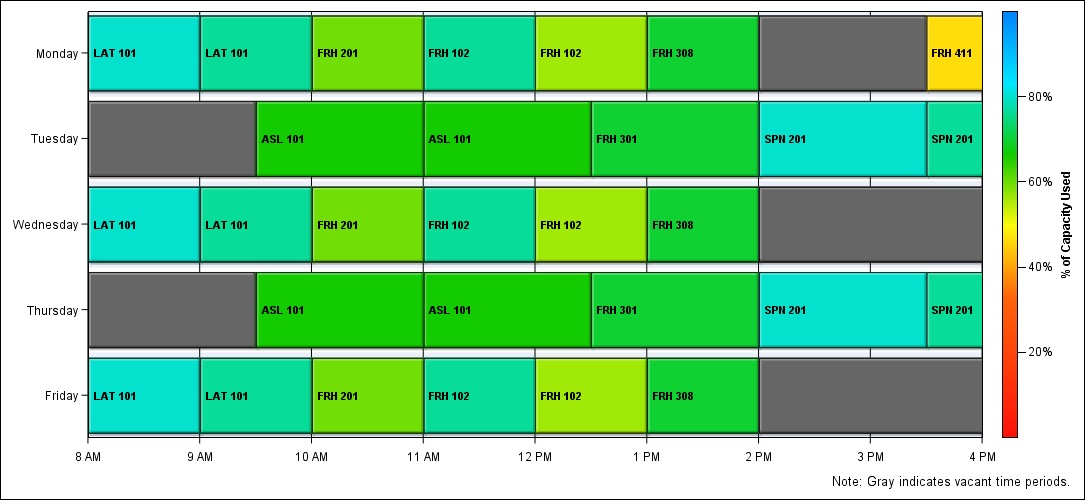 Monday LAT 101 LAT 101 FRH 201 FRH 102 FRH 102 FRH 308 FRH 411
80%
Tuesday ASL 101 ASL 101 FRH 301 SPN 201 SPN 201
60%
Wednesday LAT 101 LAT 101 FRH 201 FRH 102 FRH 102 FRH 308
% of Capacity Used
40%
Thursday ASL 101 ASL 101 FRH 301 SPN 201 SPN 201
20%
Friday LAT 101 LAT 101 FRH 201 FRH 102 FRH 102 FRH 308
8 AM 9 AM 10 AM 11 AM 12 PM 1 PM 2 PM 3 PM 4 PM
Note: Gray indicates vacant time periods.